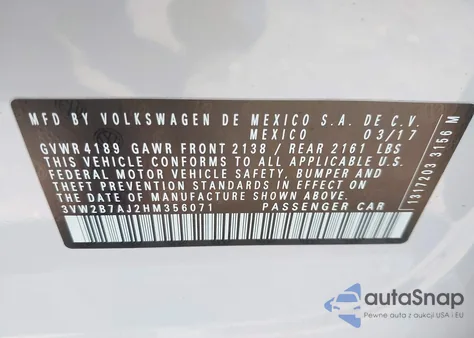 MFD BY VOLKSWAGEN DE MEXICO S.A. DE C.V.
MEXICO 03/17
GVWR 4189 GAWR FRONT 2138 / REAR 2161 LBS
THIS VEHICLE CONFORMS TO ALL APPLICABLE U.S.
FEDERAL MOTOR VEHICLE SAFETY, BUMPER AND
THEFT PREVENTION STANDARDS IN EFFECT ON THE
DATE OF MANUFACTURE SHOWN ABOVE
3VW2B7AJ2HM356071 PASSENGER CAR
1317203 3156 M
autoSnap
Pewne auta z aukcji USA i EU